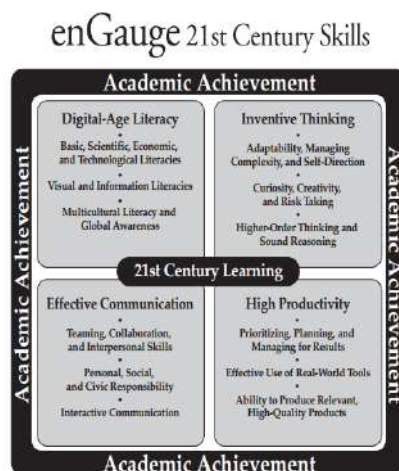 enGauge 21st Century Skills
Academic Achievement
Academic Achievement
Digital-Age Literacy
•
Basic, Scientific, Economic,
and Technological Literacies
•
Visual and Information Literacies
•
Multicultural Literacy and
Global Awareness
Inventive Thinking
•
Adaptability, Managing
Complexity, and Self-Direction
•
Curiosity, Creativity,
and Risk Taking
•
Higher-Order Thinking and
Sound Reasoning
21st Century Learning
Effective Communication
•
Teaming, Collaboration,
and Interpersonal Skills
•
Personal, Social,
and Civic Responsibility
•
Interactive Communication
High Productivity
•
Prioritizing, Planning, and
Managing for Results
•
Effective Use of Real-World Tools
•
Ability to Produce Relevant,
High-Quality Products
Academic Achievement
Academic Achievement